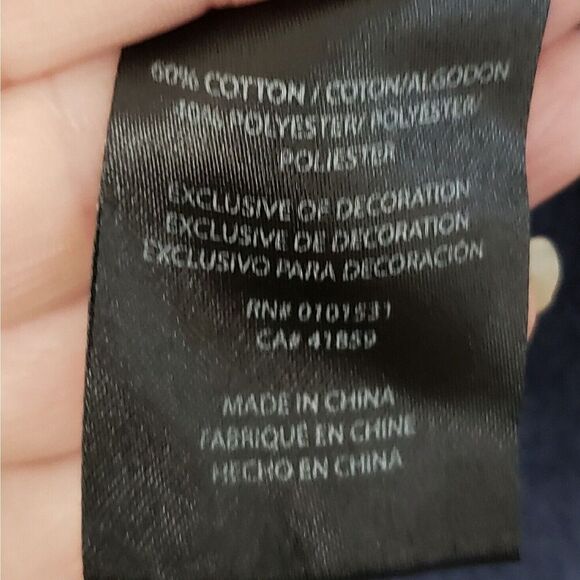 60% COTTON / COTON/ALGODON
40% POLYESTER/ POLYESTER/
POLIESTER
EXCLUSIVE OF DECORATION
EXCLUSIVE DE DECORATION
EXCLUSIVO PARA DECORACIÓN
RN# 0101531
CA# 41859
MADE IN CHINA
FABRIQUE EN CHINE
HECHO EN CHINA